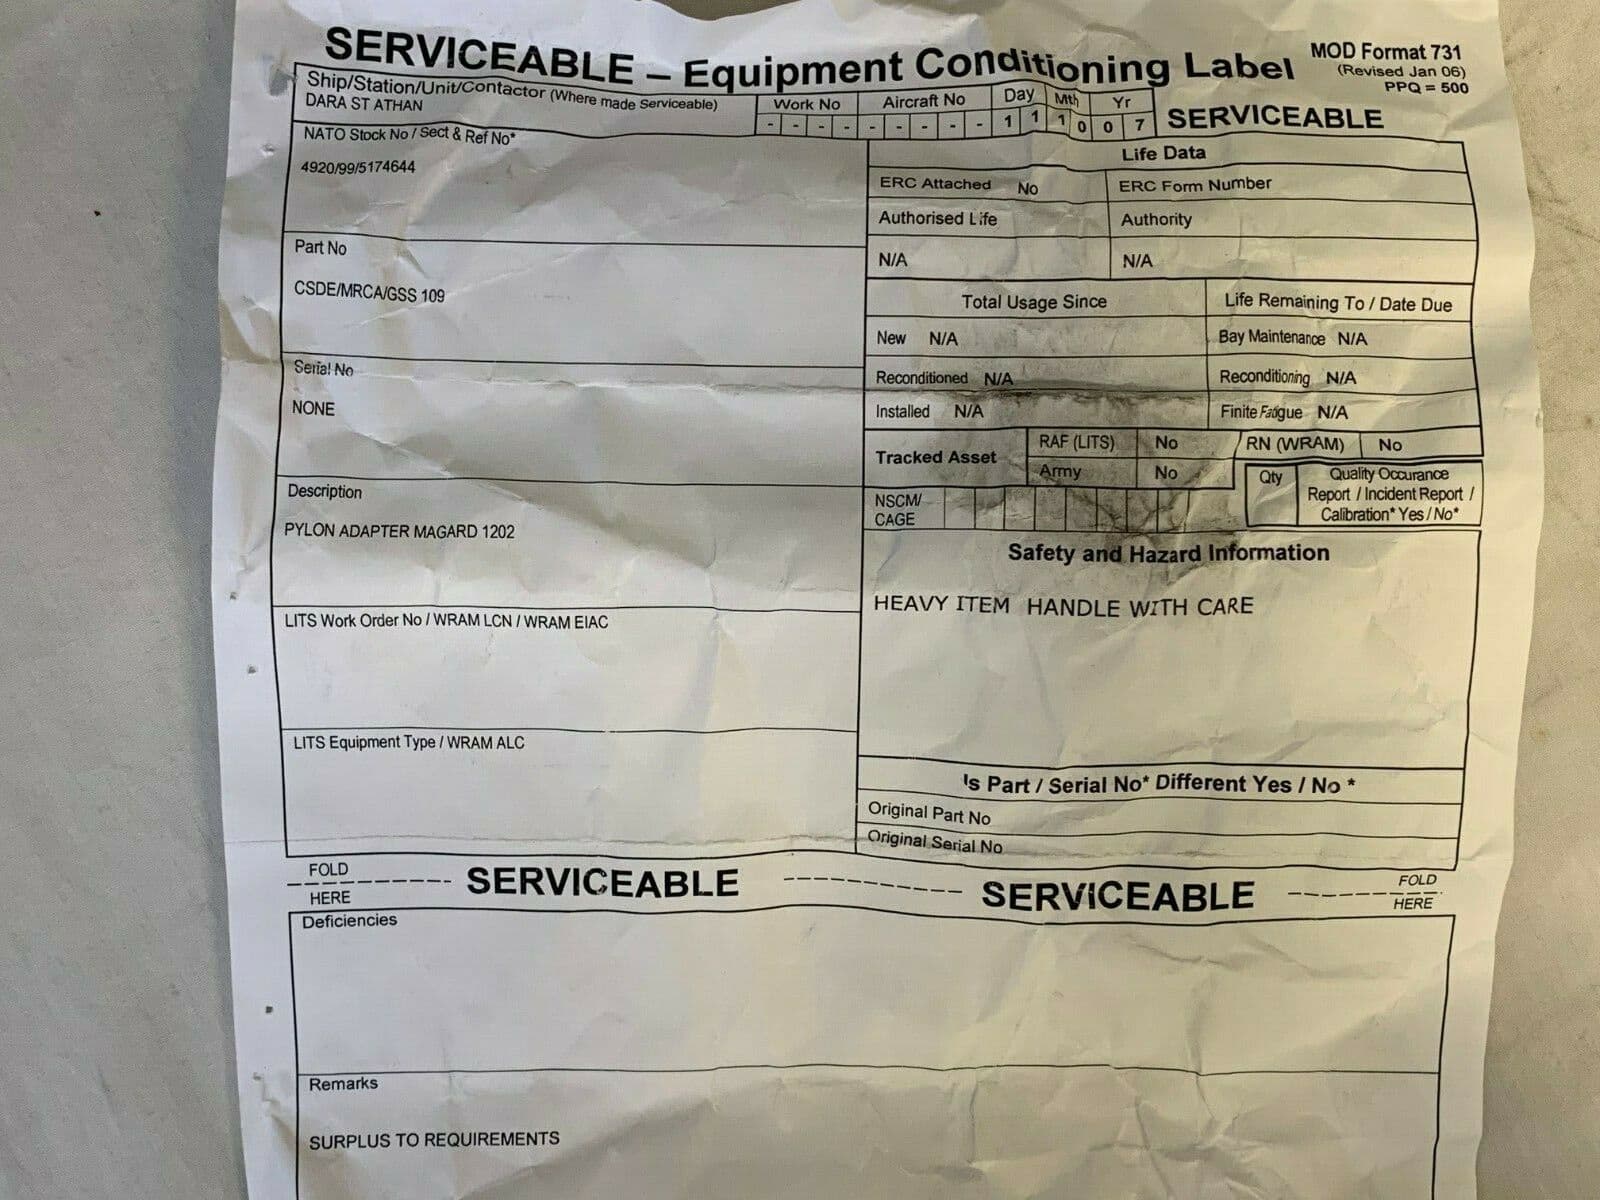 SERVICEABLE – Equipment Conditioning Label
MOD Format 731
(Revised Jan 06)
PPQ = 500
Ship/Station/Unit/Contactor (Where made Serviceable)
DARA ST ATHAN
Work No
- - - -
Aircraft No
- - - - -
Day Mth Yr
1 1 1 0 0 7
SERVICEABLE
NATO Stock No / Sect & Ref No*
4920/99/5174644
Part No
CSDE/MRCA/GSS 109
Serial No
NONE
Description
PYLON ADAPTER MAGARD 1202
LITS Work Order No / WRAM LCN / WRAM EIAC
LITS Equipment Type / WRAM ALC
Life Data
ERC Attached No
ERC Form Number
Authorised Life
Authority
N/A
N/A
Total Usage Since
Life Remaining To / Date Due
New N/A
Bay Maintenance N/A
Reconditioned N/A
Reconditioning N/A
Installed N/A
Finite Fatigue N/A
Tracked Asset
RAF (LITS) No
RN (WRAM) No
Army No
NSCM/
CAGE
Qty
Quality Occurance
Report / Incident Report /
Calibration* Yes / No*
Safety and Hazard Information
HEAVY ITEM HANDLE WITH CARE
Is Part / Serial No* Different Yes / No *
Original Part No
Original Serial No
FOLD
HERE
SERVICEABLE
SERVICEABLE
FOLD
HERE
Deficiencies
Remarks
SURPLUS TO REQUIREMENTS